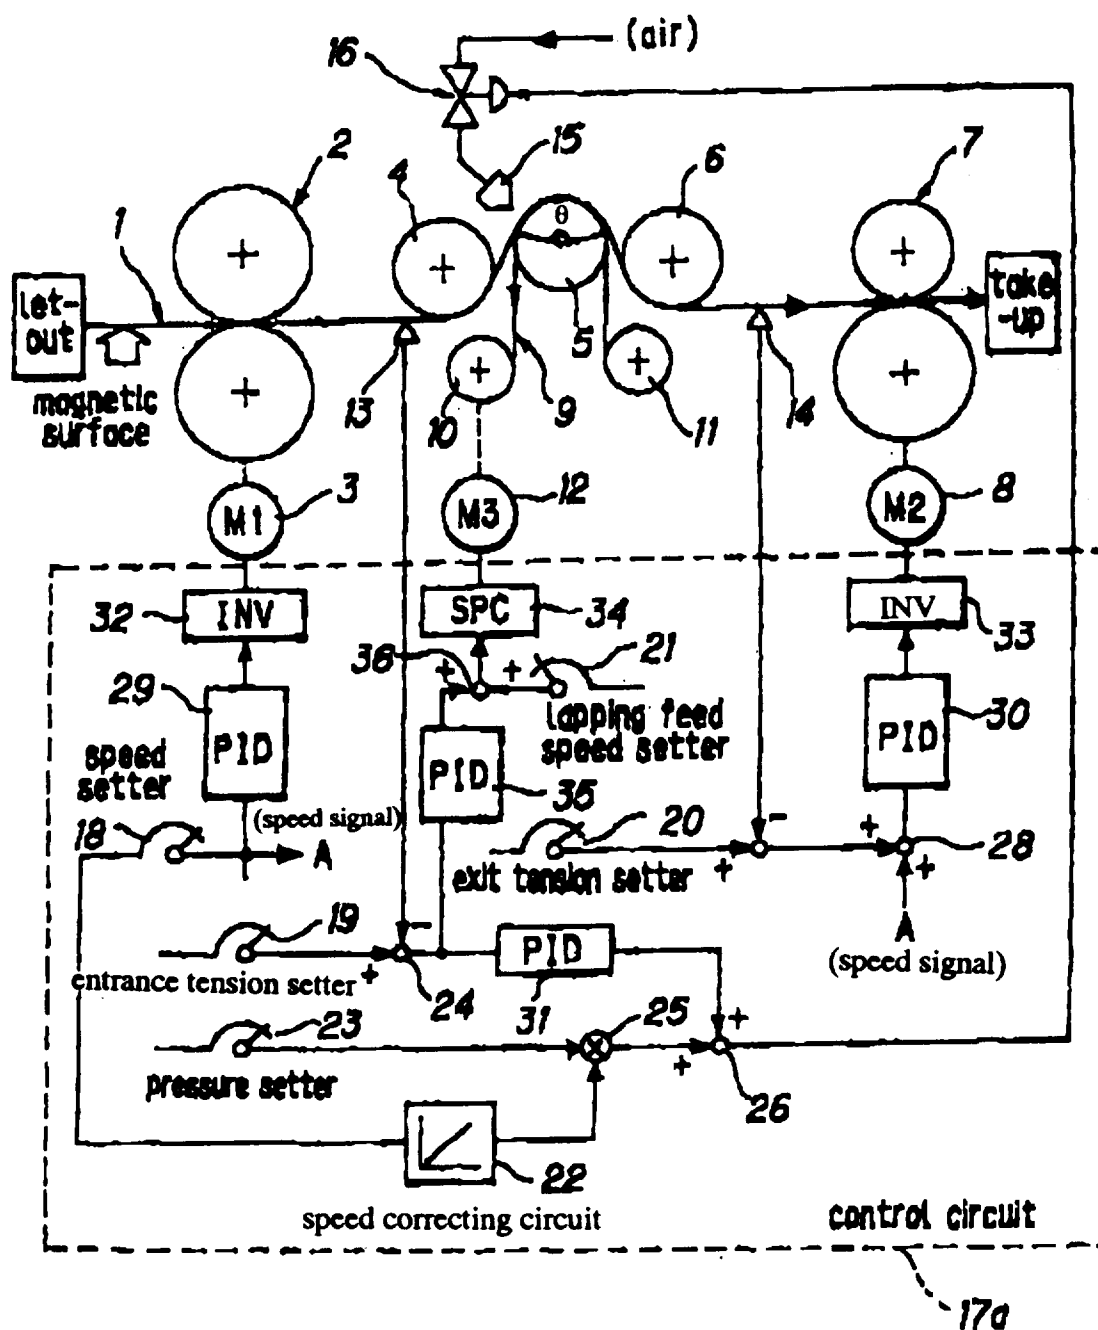 (air)
16
2
15
4
6
7
1
θ
let-
out
take
-up
5
magnetic
surface
13
10
9
11
14
3
12
8
M1
M3
M2
32
INV
SPC
34
INV
33
36
+
+
21
29
PID
lapping feed
speed setter
PID
30
speed
setter
PID
35
18
(speed signal)
A
20
-
+
28
exit tension setter
+
+
19
-
A
(speed signal)
entrance tension setter
+
24
PID
31
23
25
+
pressure setter
+
26
22
speed correcting circuit
control circuit
17a